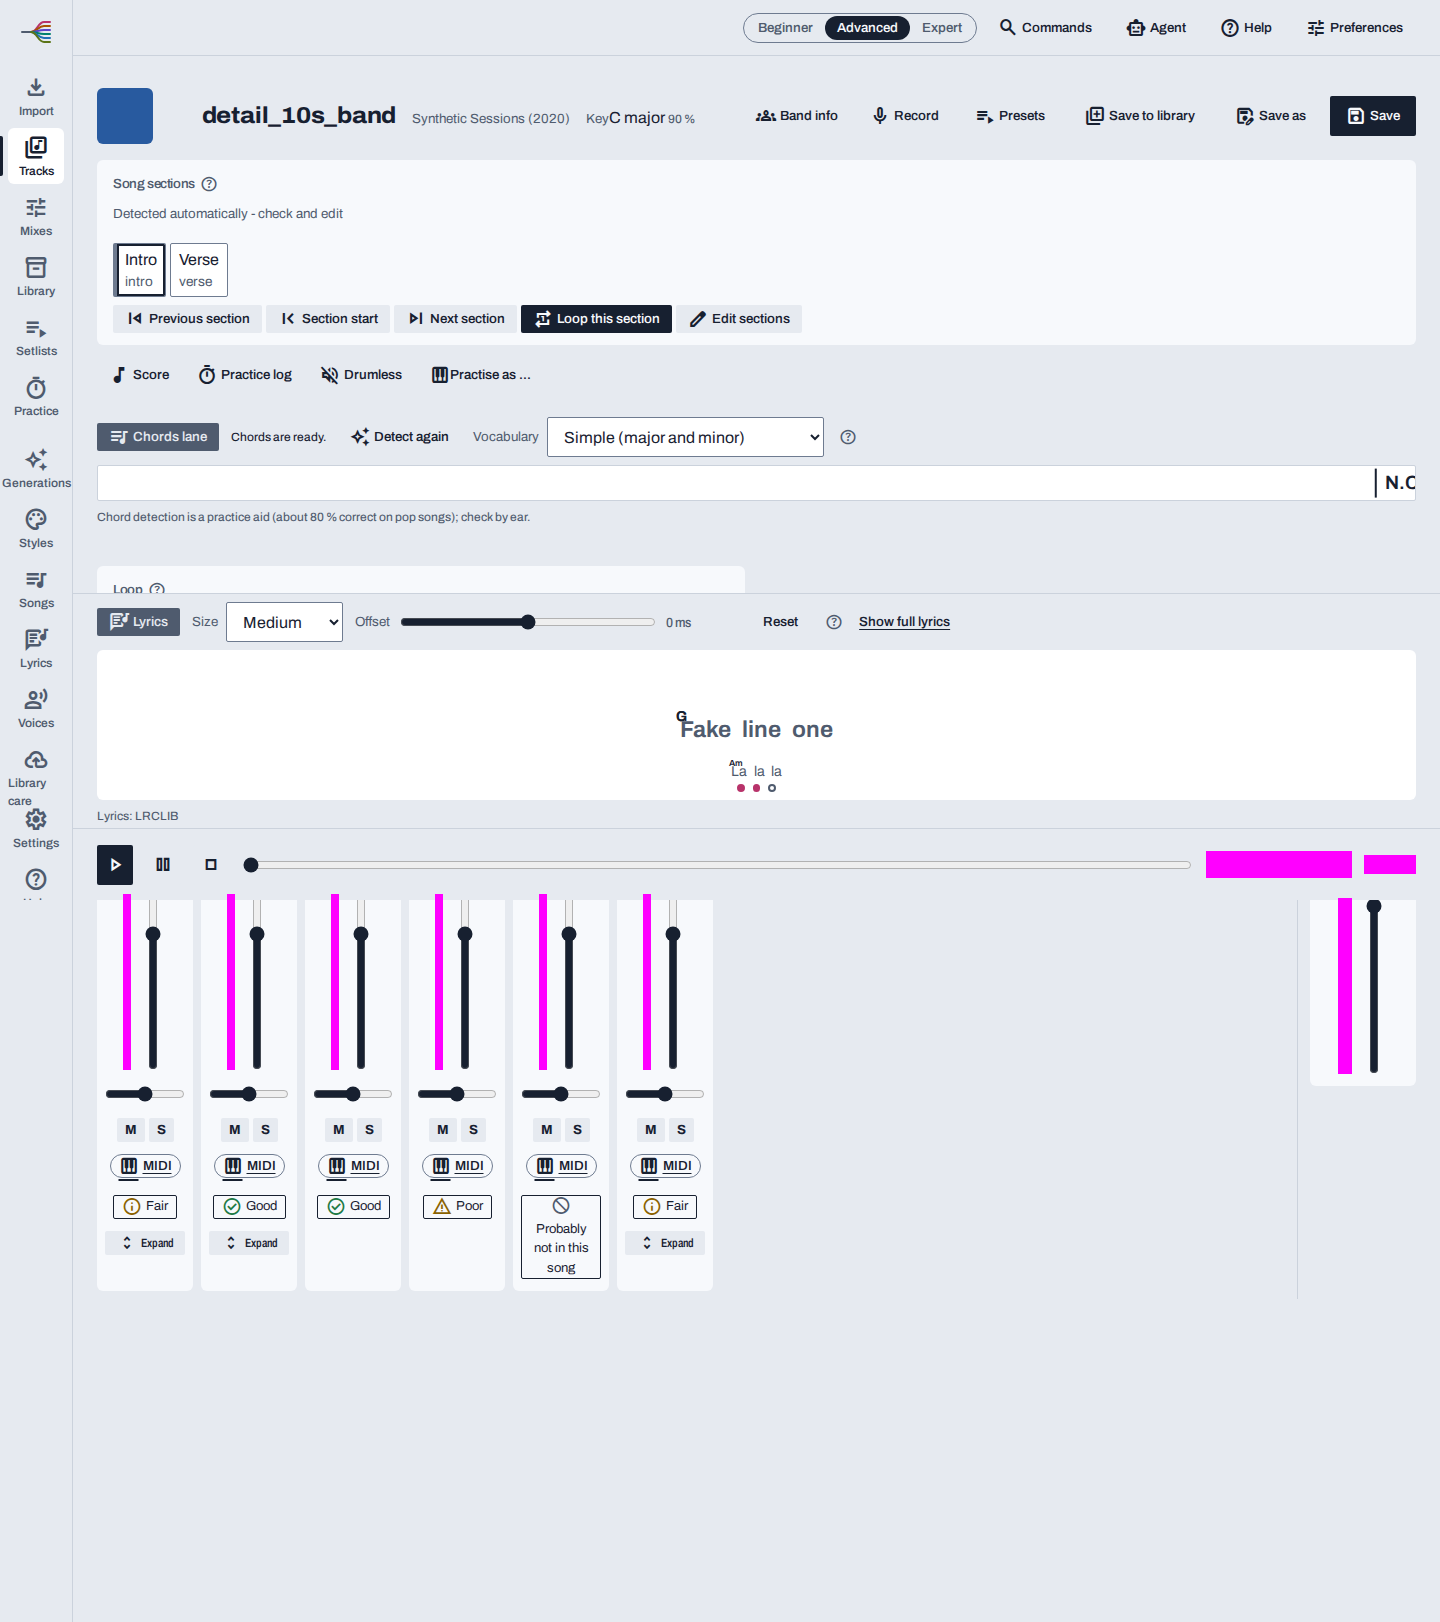 Beginner Advanced Expert Commands Agent Help Preferences
Import
Tracks
Mixes
Library
Setlists
Practice
Generations
Styles
Songs
Lyrics
Voices
Library care
Settings
detail_10s_band Synthetic Sessions (2020) Key C major 90 % Band info Record Presets Save to library Save as Save
Song sections
Detected automatically - check and edit
Intro Verse
intro verse
Previous section Section start Next section Loop this section Edit sections
Score Practice log Drumless Practise as ...
Chords lane Chords are ready. Detect again Vocabulary Simple (major and minor)
N.C
Chord detection is a practice aid (about 80 % correct on pop songs); check by ear.
Loop
Lyrics Size Medium Offset 0 ms Reset Show full lyrics
G
Fake line one
Am
La la la
Lyrics: LRCLIB
M S M S M S M S M S M S
MIDI MIDI MIDI MIDI MIDI MIDI
Fair Good Good Poor Probably not in this song Fair
Expand Expand Expand